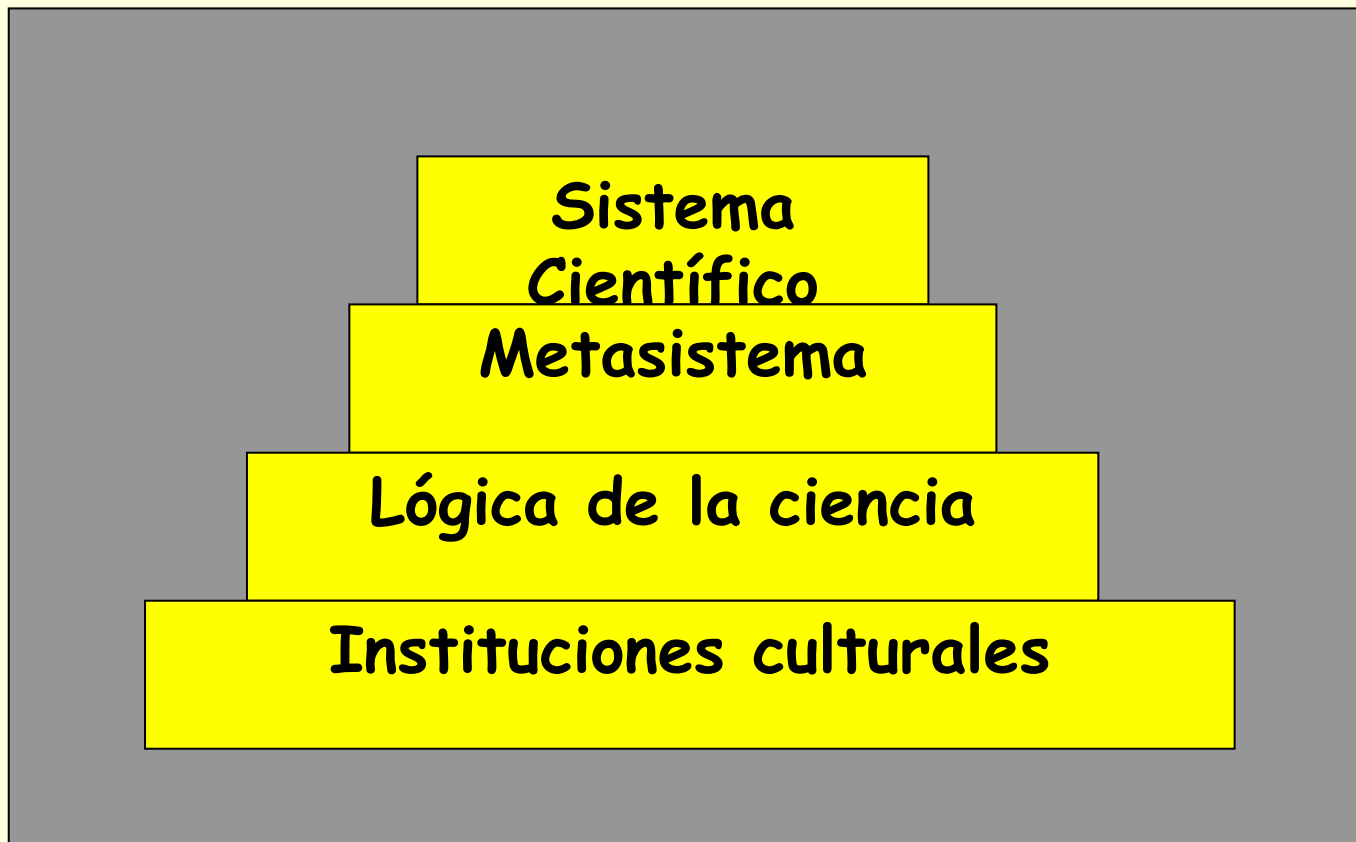 Sistema
Científico
Metasistema
Lógica de la ciencia
Instituciones culturales